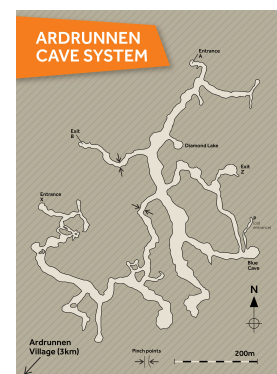 ARDRUNNEN
CAVE SYSTEM
Entrance
A
Exit
B
Diamond Lake
Exit
Z
Entrance
X
P
Blue
Cave
N
Ardrunnen
Village (3km)
Pinch points
200m